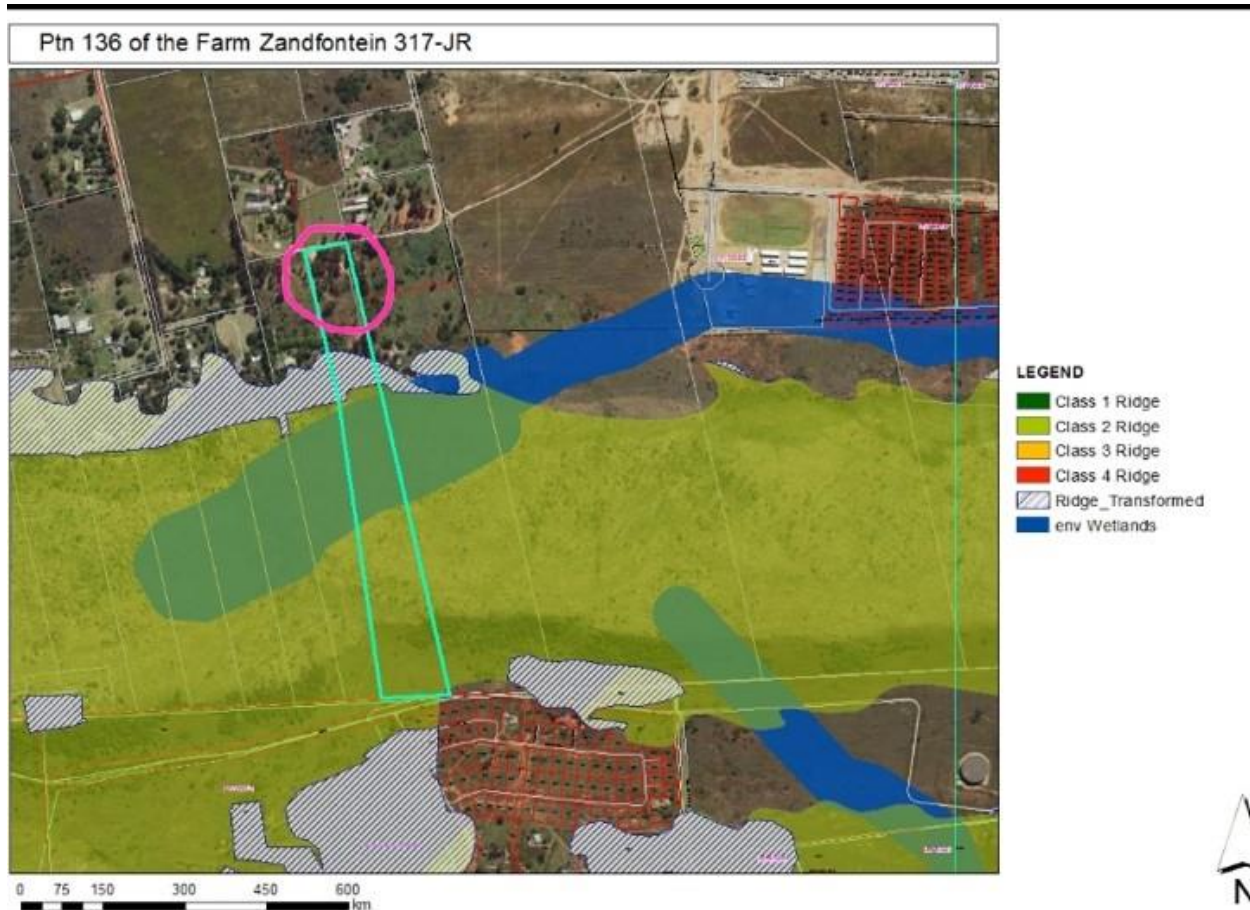 Ptn 136 of the Farm Zandfontein 317-JR
LEGEND
Class 1 Ridge
Class 2 Ridge
Class 3 Ridge
Class 4 Ridge
Ridge_Transformed
env Wetlands
0 75 150 300 450 600
km
N